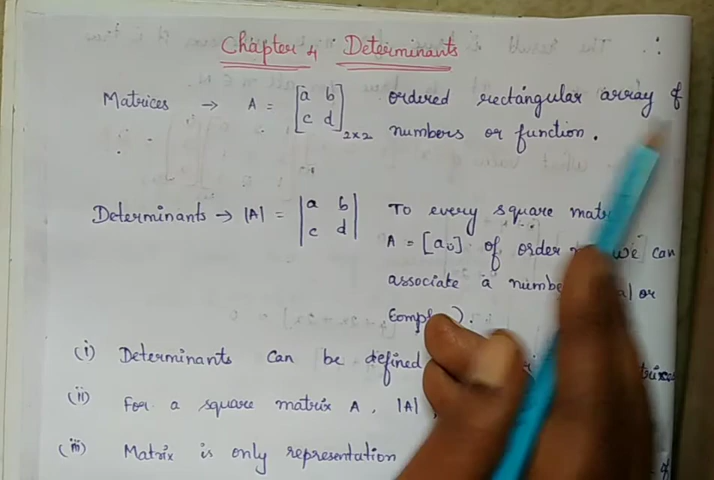 Chapter 4 Determinants
Matrices → A = [a b
c d]2×2 ordered rectangular array of
numbers or function.
Determinants → |A| = |a b
c d| To every square
A = [aij] of order we can
associate a or
(i) Determinants can be defined
(ii) For a square matrix A, |A|
(iii) Matrix is only representation